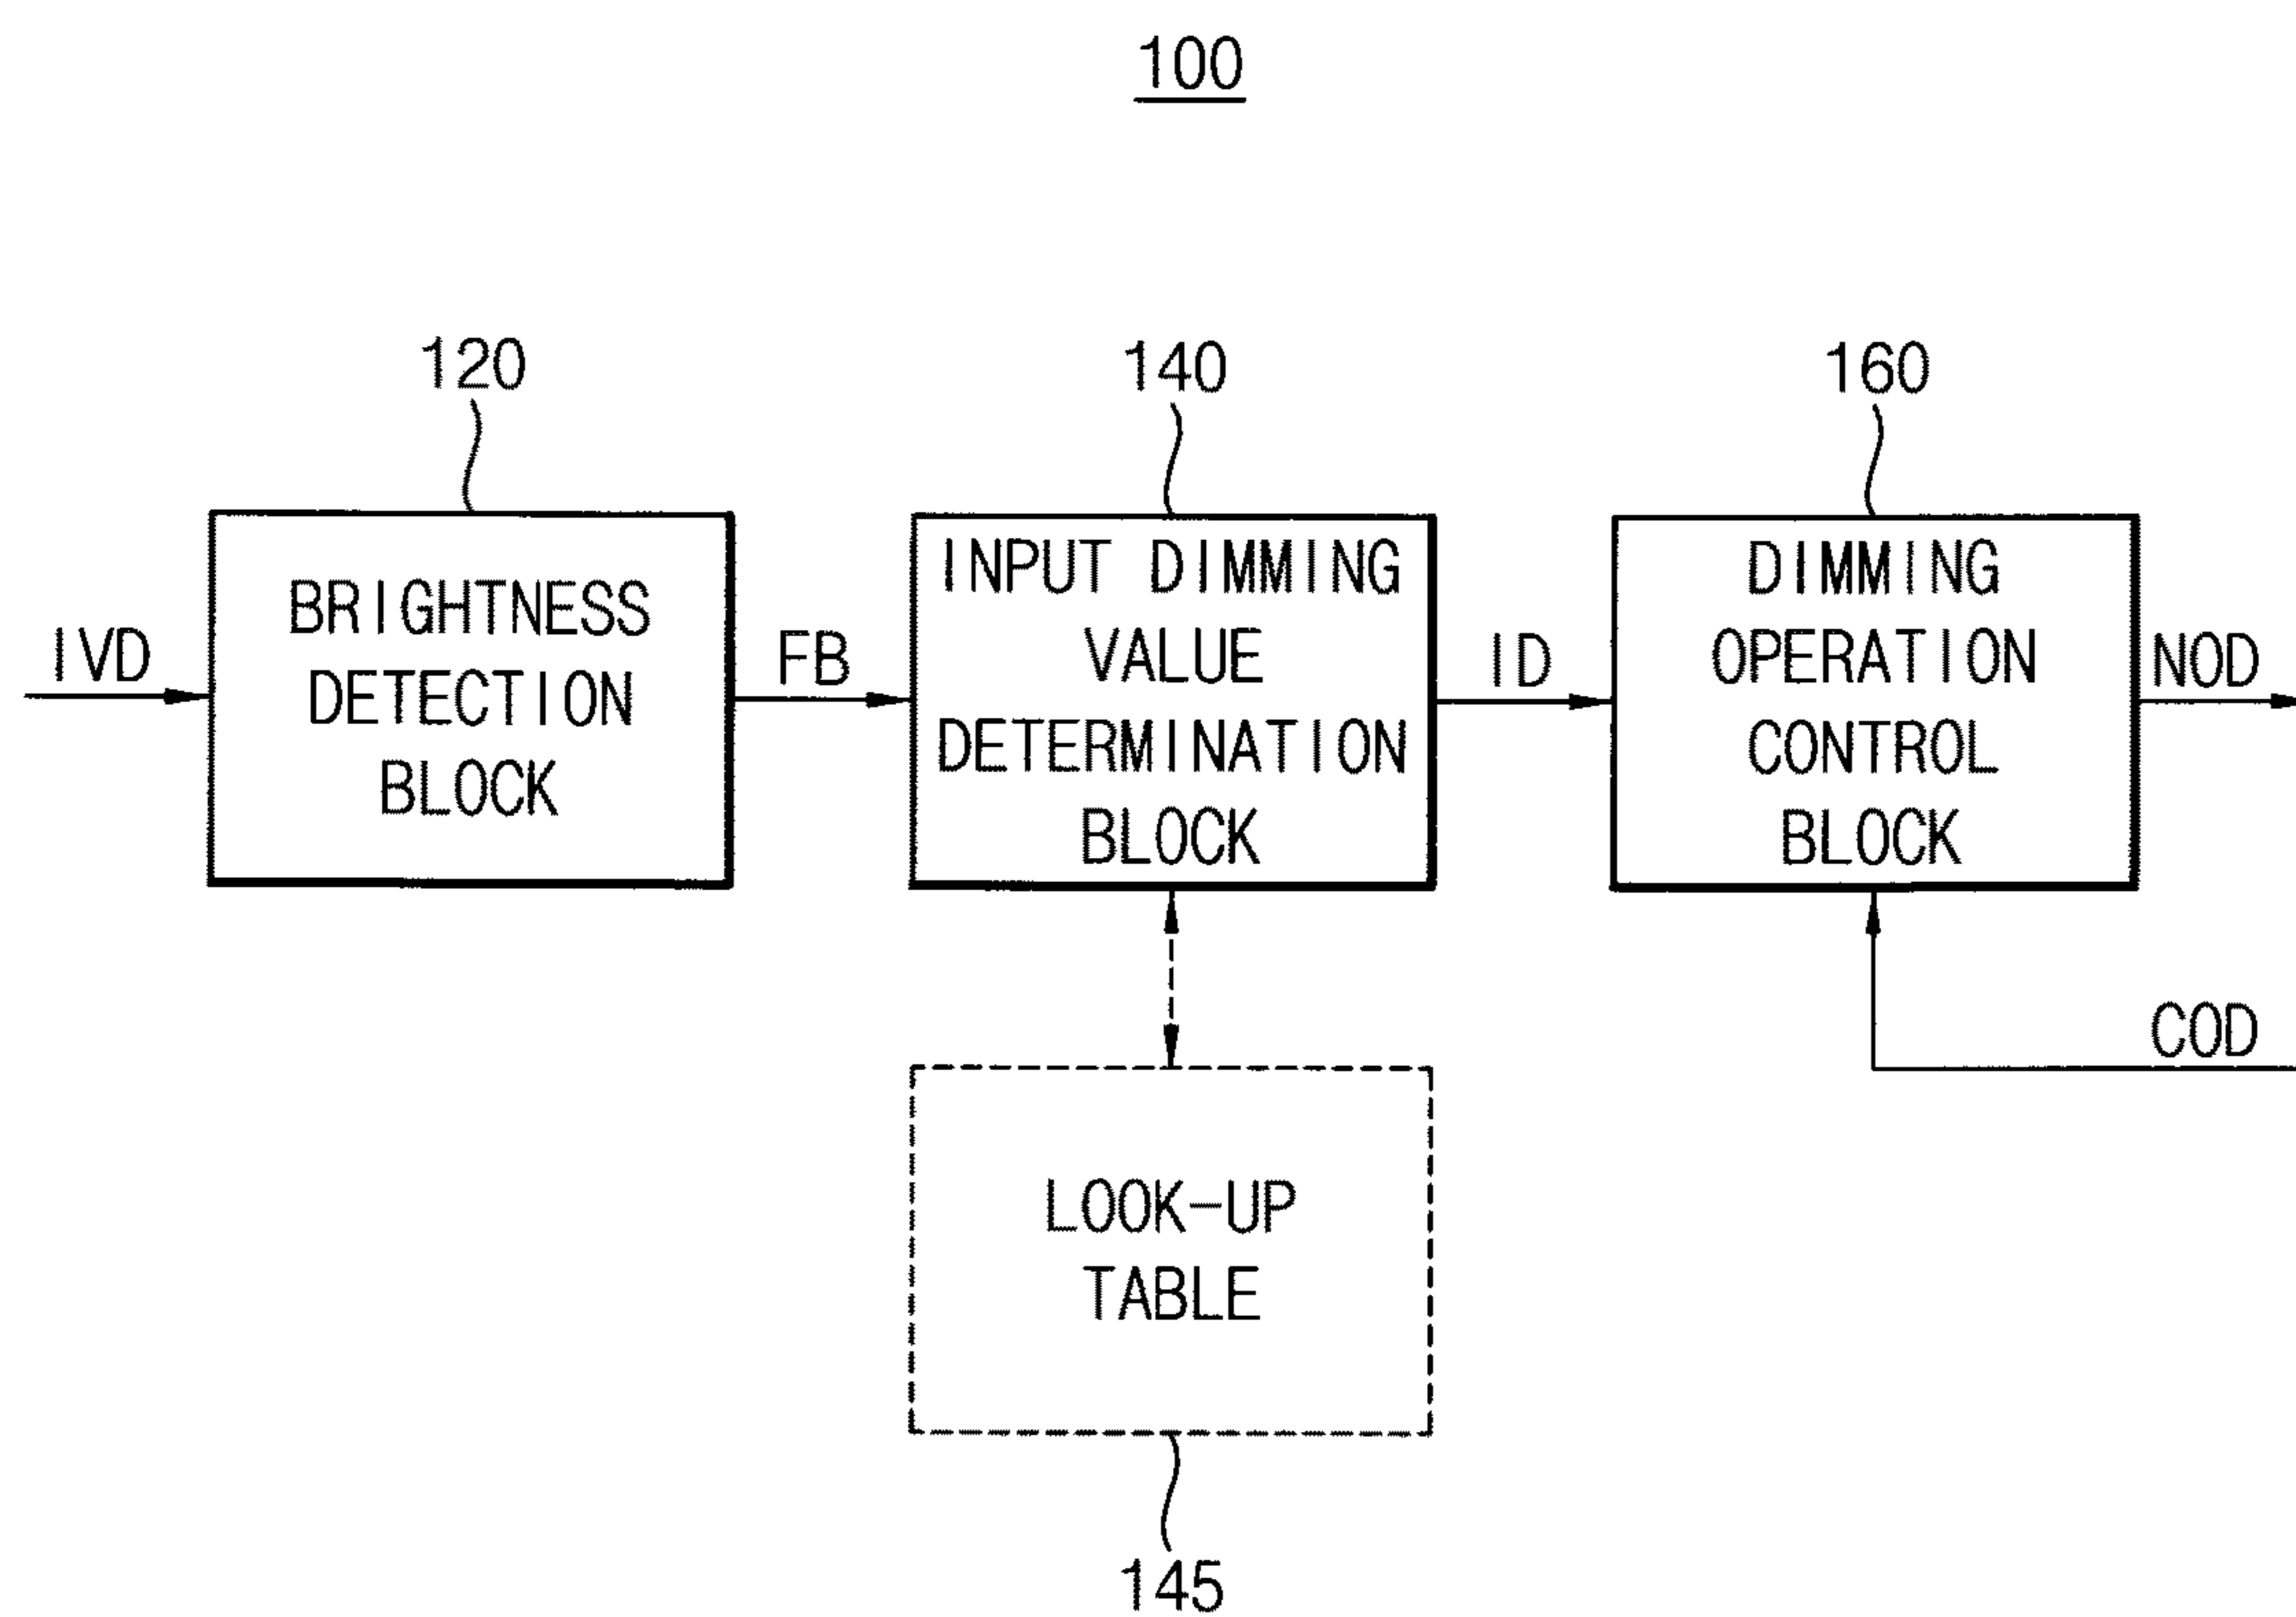 100
120
140
160
IVD
BRIGHTNESS
DETECTION
BLOCK
FB
INPUT DIMMING
VALUE
DETERMINATION
BLOCK
ID
DIMMING
OPERATION
CONTROL
BLOCK
NOD
COD
LOOK-UP
TABLE
145